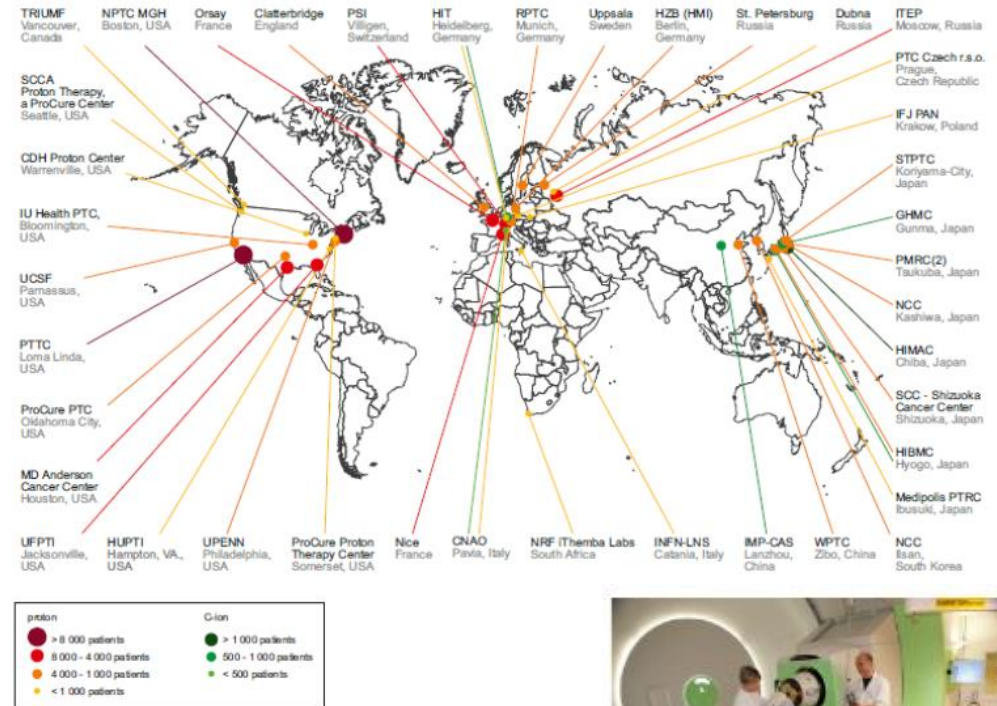 TRIUMF
Vancouver,
Canada
NPTC MGH
Boston, USA
Orsay
France
Clatterbridge
England
PSI
Villigen,
Switzerland
HIT
Heidelberg,
Germany
RPTC
Munich,
Germany
Uppsala
Sweden
HZB (HMI)
Berlin,
Germany
St. Petersburg
Russia
Dubna
Russia
ITEP
Moscow, Russia
SCCA
Proton Therapy,
a ProCure Center
Seattle, USA
CDH Proton Center
Warrenville, USA
IU Health PTC,
Bloomington,
USA
UCSF
Parnassus,
USA
PTTC
Loma Linda,
USA
ProCure PTC
Oklahoma City,
USA
MD Anderson
Cancer Center
Houston, USA
PTC Czech r.s.o.
Prague,
Czech Republic
IFJ PAN
Krakow, Poland
STPTC
Koriyama-City,
Japan
GHMC
Gunma, Japan
PMRC(2)
Tsukuba, Japan
NCC
Kashiwa, Japan
HIMAC
Chiba, Japan
SCC - Shizuoka
Cancer Center
Shizuoka, Japan
HIBMC
Hyogo, Japan
Medipolis PTRC
Ibusuki, Japan
UFPTI
Jacksonville,
USA
HUPTI
Hampton, VA.,
USA
UPENN
Philadelphia,
USA
ProCure Proton
Therapy Center
Somerset, USA
Nice
France
CNAO
Pavia, Italy
NRF iThemba Labs
South Africa
INFN-LNS
Catania, Italy
IMP-CAS
Lanzhou,
China
WPTC
Zibo, China
NCC
Ilsan,
South Korea
proton
> 8 000 patients
8 000 - 4 000 patients
4 000 - 1 000 patients
< 1 000 patients
C-ion
> 1 000 patients
500 - 1 000 patients
< 500 patients